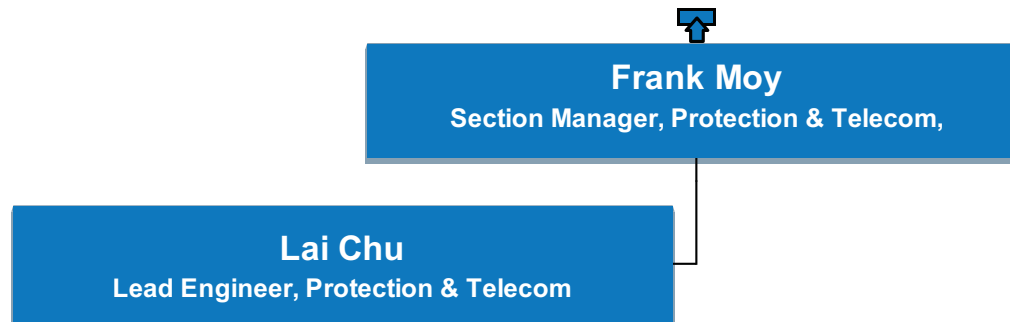 Frank Moy
Section Manager, Protection & Telecom,
Lai Chu
Lead Engineer, Protection & Telecom